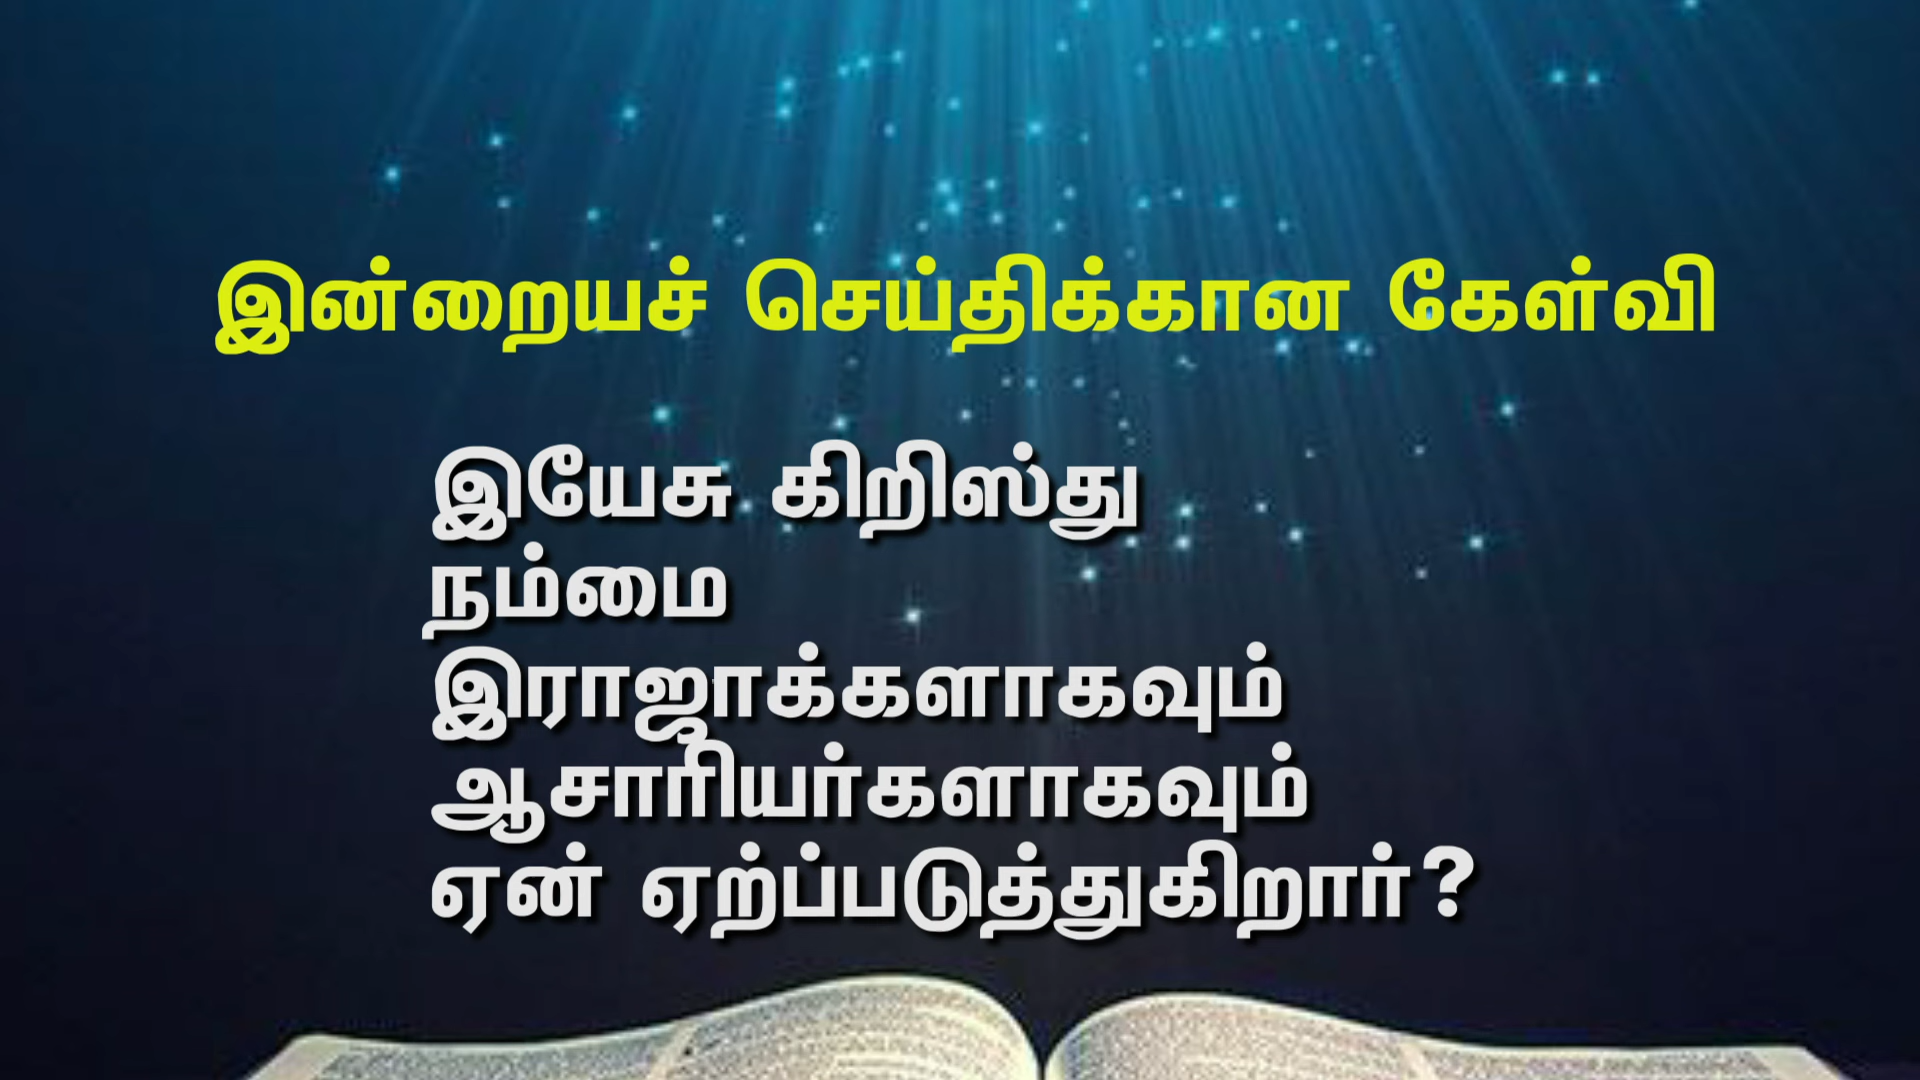 இன்றையச் செய்திக்கான கேள்வி
இயேசு கிறிஸ்து
நம்மை
இராஜாக்களாகவும்
ஆசாரியர்களாகவும்
ஏன் ஏற்ப்படுத்துகிறார்?